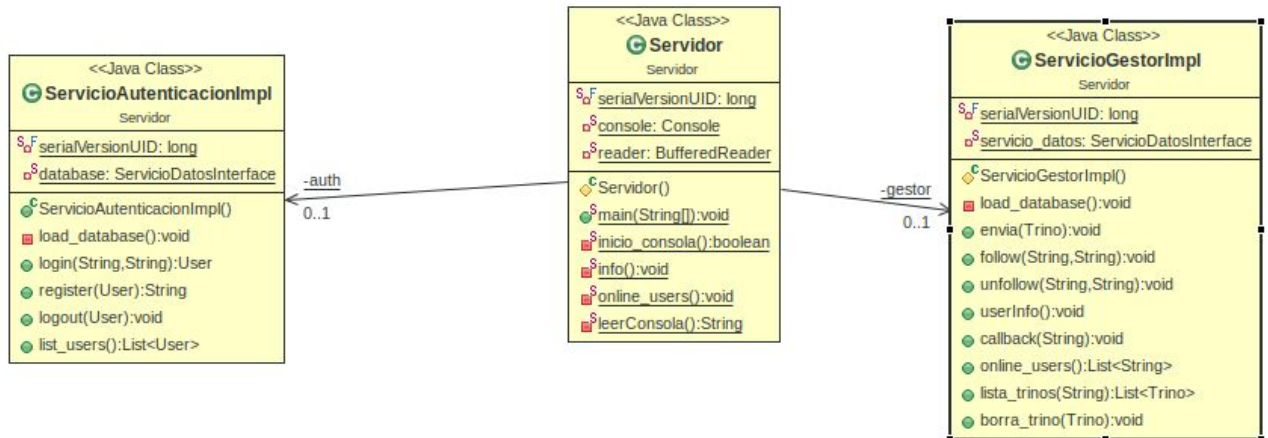 <<Java Class>>
ServicioAutenticacionImpl
Servidor
serialVersionUID: long
database: ServicioDatosInterface
ServicioAutenticacionImpl()
load_database():void
login(String,String):User
register(User):String
logout(User):void
list_users():List<User>
-auth
0..1
<<Java Class>>
Servidor
Servidor
serialVersionUID: long
console: Console
reader: BufferedReader
Servidor()
main(String[]):void
inicio_consola():boolean
info():void
online_users():void
leerConsola():String
-gestor
0..1
<<Java Class>>
ServicioGestorImpl
Servidor
serialVersionUID: long
servicio_datos: ServicioDatosInterface
ServicioGestorImpl()
load_database():void
envia(Trino):void
follow(String,String):void
unfollow(String,String):void
userInfo():void
callback(String):void
online_users():List<String>
lista_trinos(String):List<Trino>
borra_trino(Trino):void